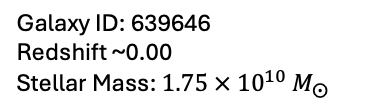 Galaxy ID: 639646
Redshift ~0.00
Stellar Mass: 1.75 × 10¹⁰ M☉